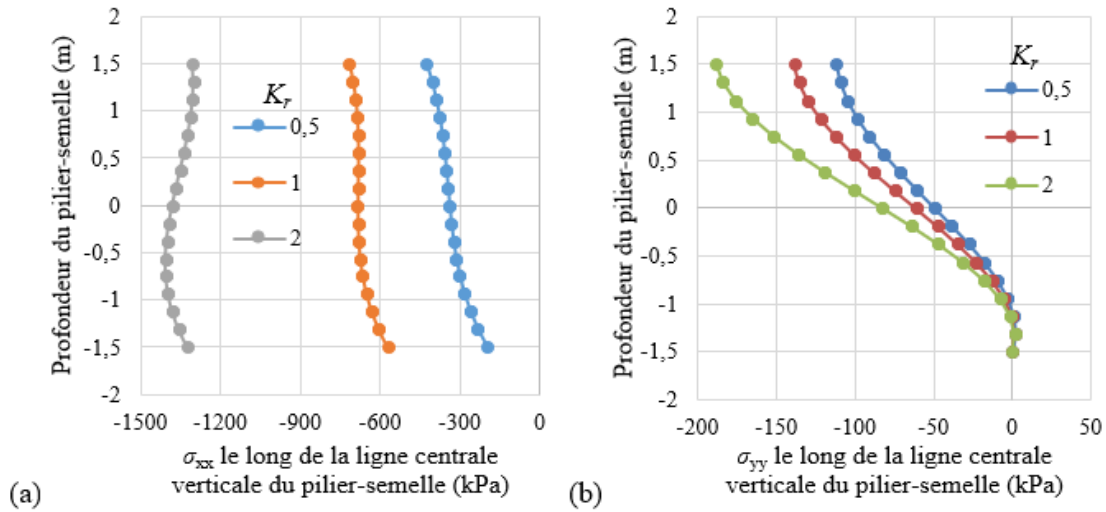 Profondeur du pilier-semelle (m)
2
1,5
1
0,5
0
-0,5
-1
-1,5
-2
Kr
0,5
1
2
-1500 -1200 -900 -600 -300 0
σxx le long de la ligne centrale
verticale du pilier-semelle (kPa)
(a)
Profondeur du pilier-semelle (m)
2
1,5
1
0,5
0
-0,5
-1
-1,5
-2
Kr
0,5
1
2
-200 -150 -100 -50 0 50
σyy le long de la ligne centrale
verticale du pilier-semelle (kPa)
(b)